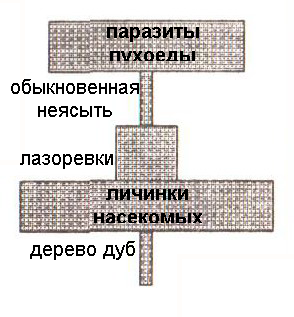 паразиты
пухоеды
обыкновенная
неясыть
лазоревки
личинки
насекомых
дерево дуб